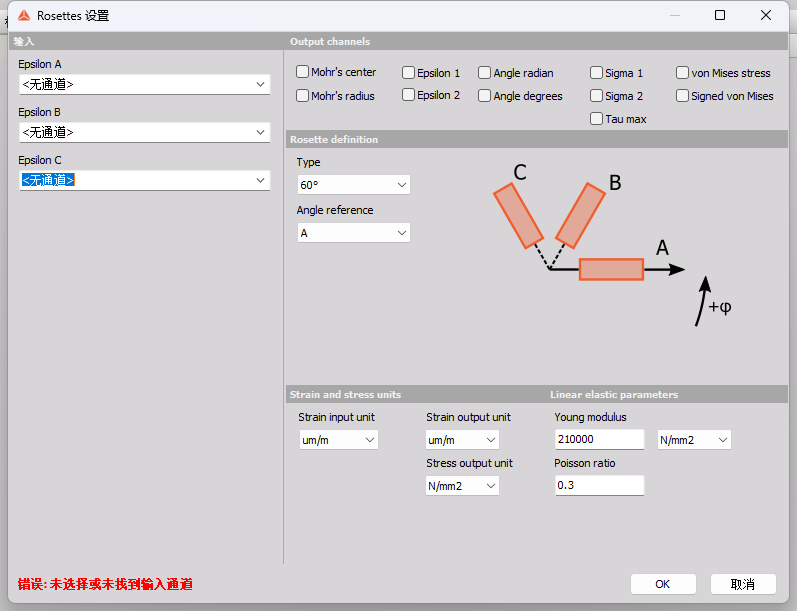 Rosettes 设置
输入
Epsilon A
<无通道>
Epsilon B
<无通道>
Epsilon C
<无通道>
Output channels
Mohr's center
Epsilon 1
Angle radian
Sigma 1
von Mises stress
Mohr's radius
Epsilon 2
Angle degrees
Sigma 2
Signed von Mises
Tau max
Rosette definition
Type
60°
Angle reference
A
C
B
A
+φ
Strain and stress units
Strain input unit
um/m
Strain output unit
um/m
Stress output unit
N/mm2
Linear elastic parameters
Young modulus
210000
N/mm2
Poisson ratio
0.3
错误: 未选择或未找到输入通道
OK
取消